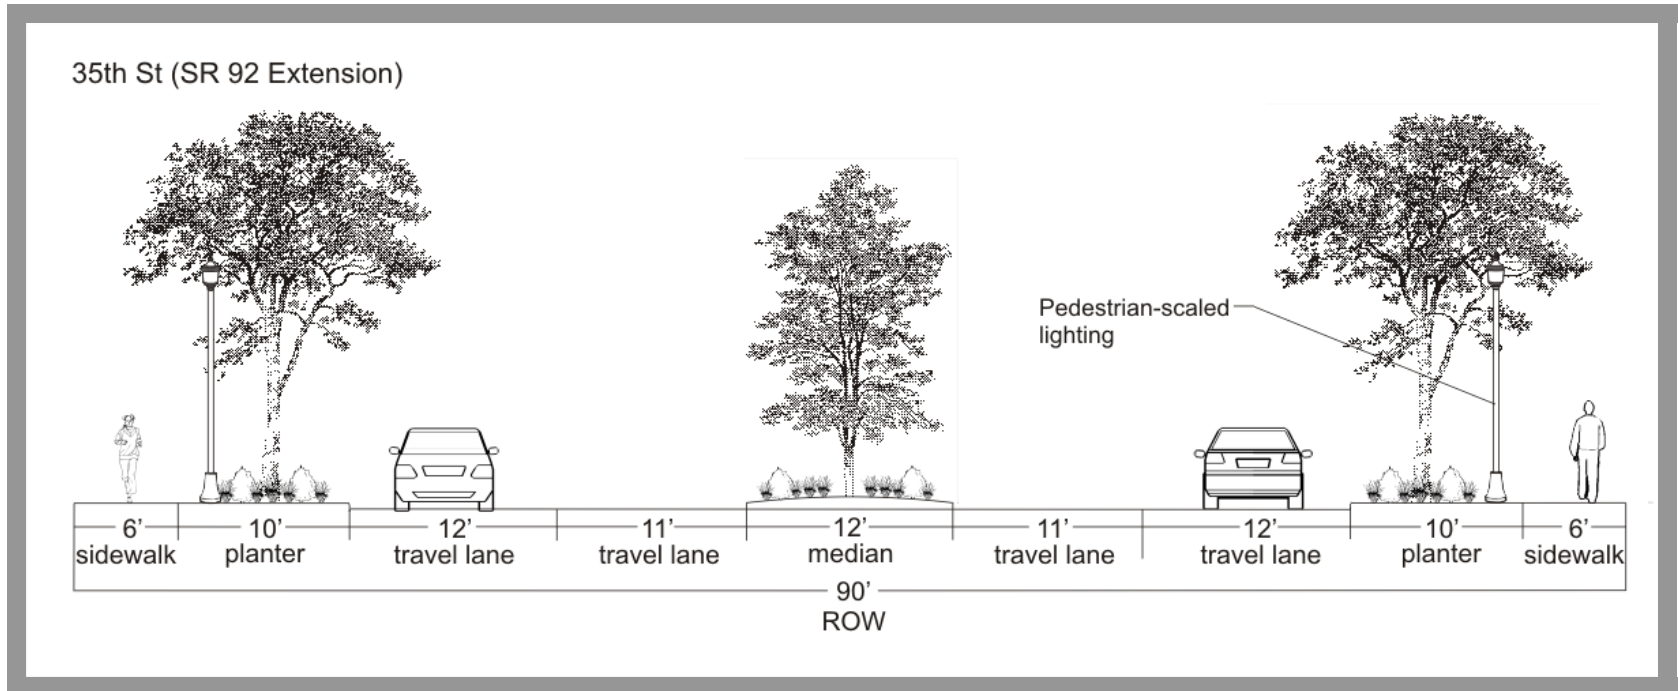 35th St (SR 92 Extension)
Pedestrian-scaled
lighting
6’ 10’ 12’ 11’ 12’ 11’ 12’ 10’ 6’
sidewalk planter travel lane travel lane median travel lane travel lane planter sidewalk
90’
ROW